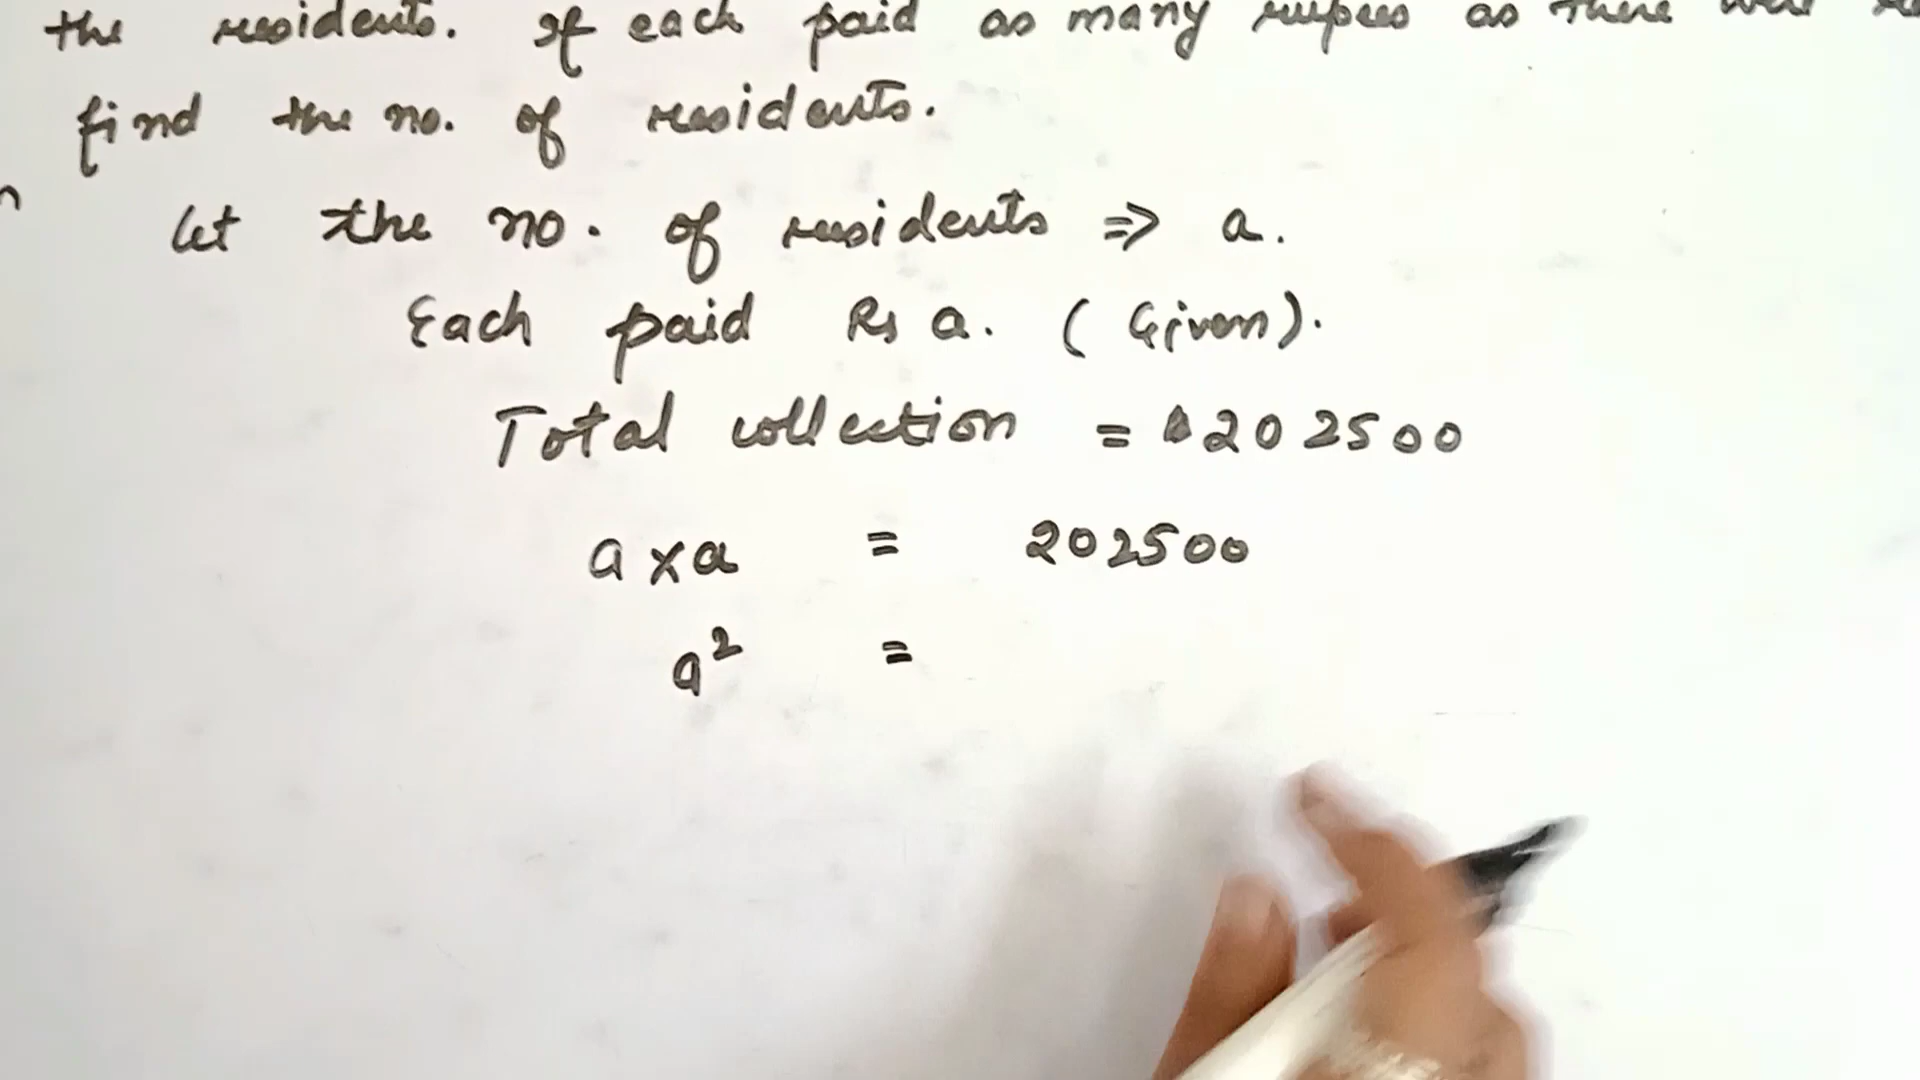 the residents. If each paid as many rupees as there were
find the no. of residents.
n
Let the no. of residents => a.
Each paid Rs a. (Given).
Total collection = 202500
a x a = 202500
a² =